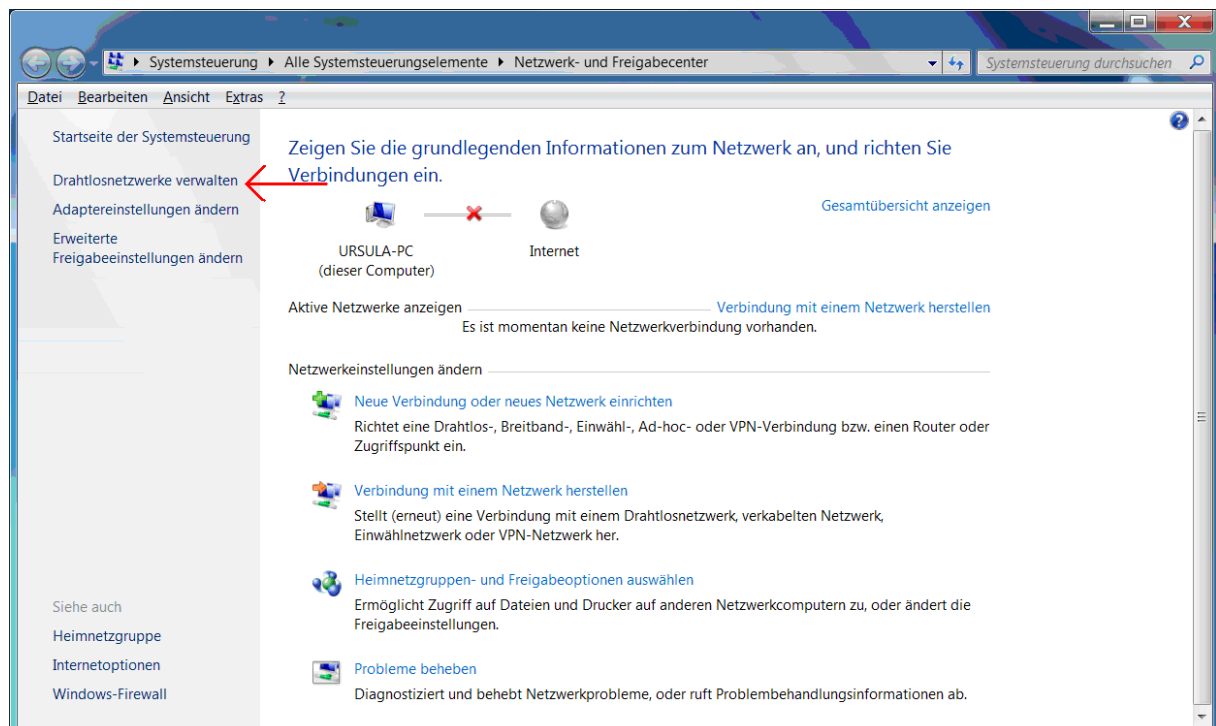 Systemsteuerung Alle Systemsteuerungselemente Netzwerk- und Freigabecenter
Systemsteuerung durchsuchen
Datei Bearbeiten Ansicht Extras ?
Startseite der Systemsteuerung
Drahtlosnetzwerke verwalten
Adaptereinstellungen ändern
Erweiterte
Freigabeeinstellungen ändern
Zeigen Sie die grundlegenden Informationen zum Netzwerk an, und richten Sie
Verbindungen ein.
Gesamtübersicht anzeigen
URSULA-PC
(dieser Computer)
Internet
Aktive Netzwerke anzeigen
Verbindung mit einem Netzwerk herstellen
Es ist momentan keine Netzwerkverbindung vorhanden.
Netzwerkeinstellungen ändern
Neue Verbindung oder neues Netzwerk einrichten
Richtet eine Drahtlos-, Breitband-, Einwähl-, Ad-hoc- oder VPN-Verbindung bzw. einen Router oder
Zugriffspunkt ein.
Verbindung mit einem Netzwerk herstellen
Stellt (erneut) eine Verbindung mit einem Drahtlosnetzwerk, verkabelten Netzwerk,
Einwählnetzwerk oder VPN-Netzwerk her.
Heimnetzgruppen- und Freigabeoptionen auswählen
Ermöglicht Zugriff auf Dateien und Drucker auf anderen Netzwerkcomputern zu, oder ändert die
Freigabeeinstellungen.
Probleme beheben
Diagnostiziert und behebt Netzwerkprobleme, oder ruft Problembehandlungsinformationen ab.
Siehe auch
Heimnetzgruppe
Internetoptionen
Windows-Firewall